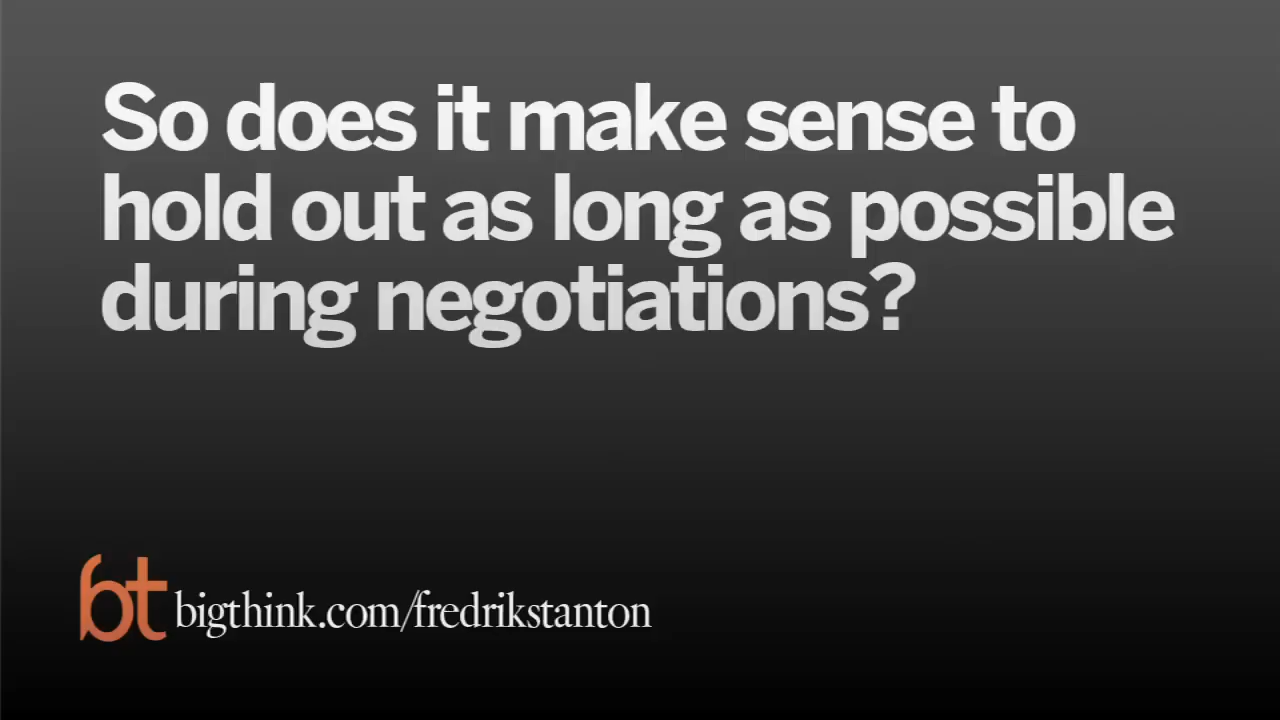 So does it make sense to
hold out as long as possible
during negotiations?
bt bigthink.com/fredrikstanton